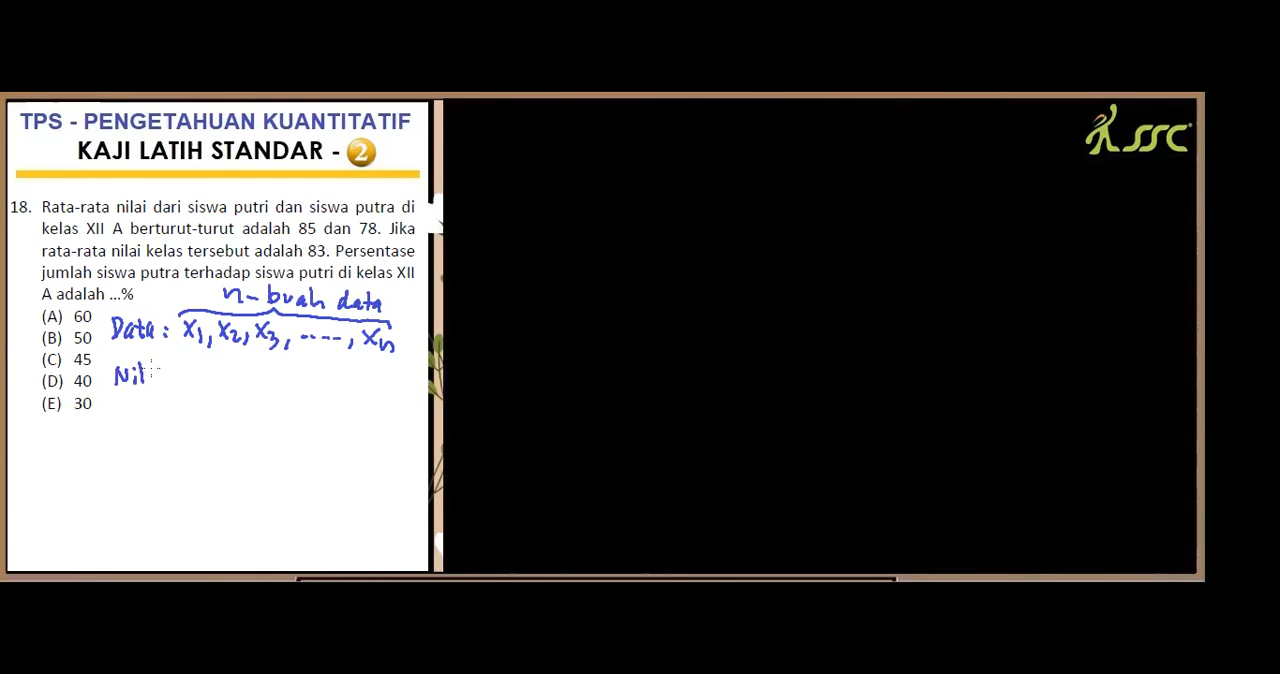 TPS - PENGETAHUAN KUANTITATIF
KAJI LATIH STANDAR - 2
SSC
18. Rata-rata nilai dari siswa putri dan siswa putra di
kelas XII A berturut-turut adalah 85 dan 78. Jika
rata-rata nilai kelas tersebut adalah 83. Persentase
jumlah siswa putra terhadap siswa putri di kelas XII
A adalah ...%
n-buah data
(A) 60
Data : x₁, x₂, x₃, ....., xₙ
(B) 50
(C) 45
Nil
(D) 40
(E) 30